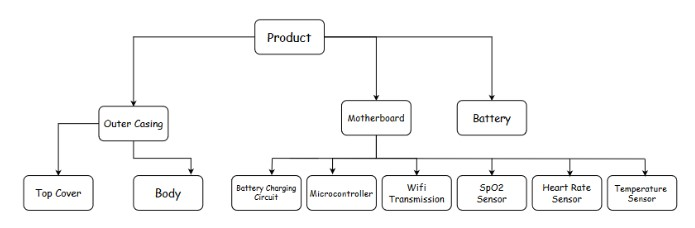 Product
Outer Casing
Motherboard
Battery
Top Cover
Body
Battery Charging
Circuit
Microcontroller
Wifi
Transmission
SpO2
Sensor
Heart Rate
Sensor
Temperature
Sensor